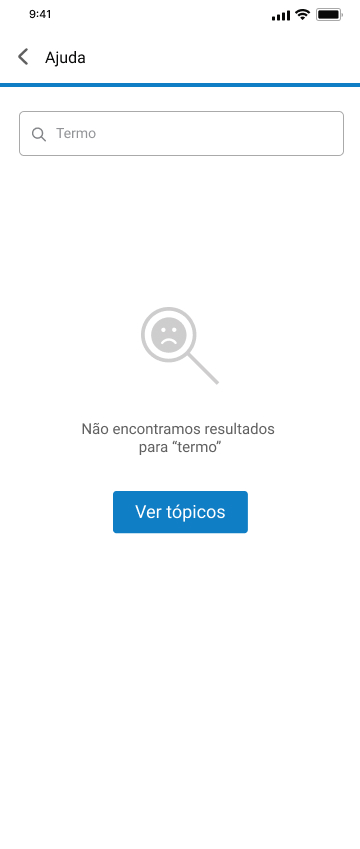 9:41
Ajuda
Termo
Não encontramos resultados
para “termo”
Ver tópicos